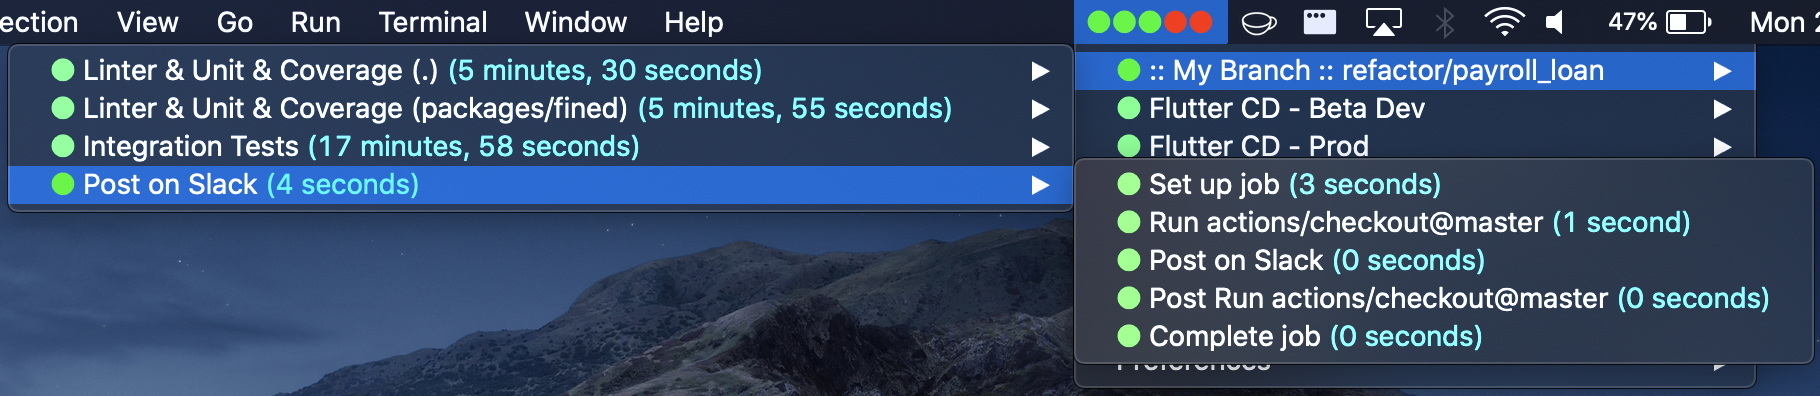 ection View Go Run Terminal Window Help 47% Mon 2
Linter & Unit & Coverage (.) (5 minutes, 30 seconds)
Linter & Unit & Coverage (packages/fined) (5 minutes, 55 seconds)
Integration Tests (17 minutes, 58 seconds)
Post on Slack (4 seconds)
:: My Branch :: refactor/payroll_loan
Flutter CD - Beta Dev
Flutter CD - Prod
Set up job (3 seconds)
Run actions/checkout@master (1 second)
Post on Slack (0 seconds)
Post Run actions/checkout@master (0 seconds)
Complete job (0 seconds)
Preferences